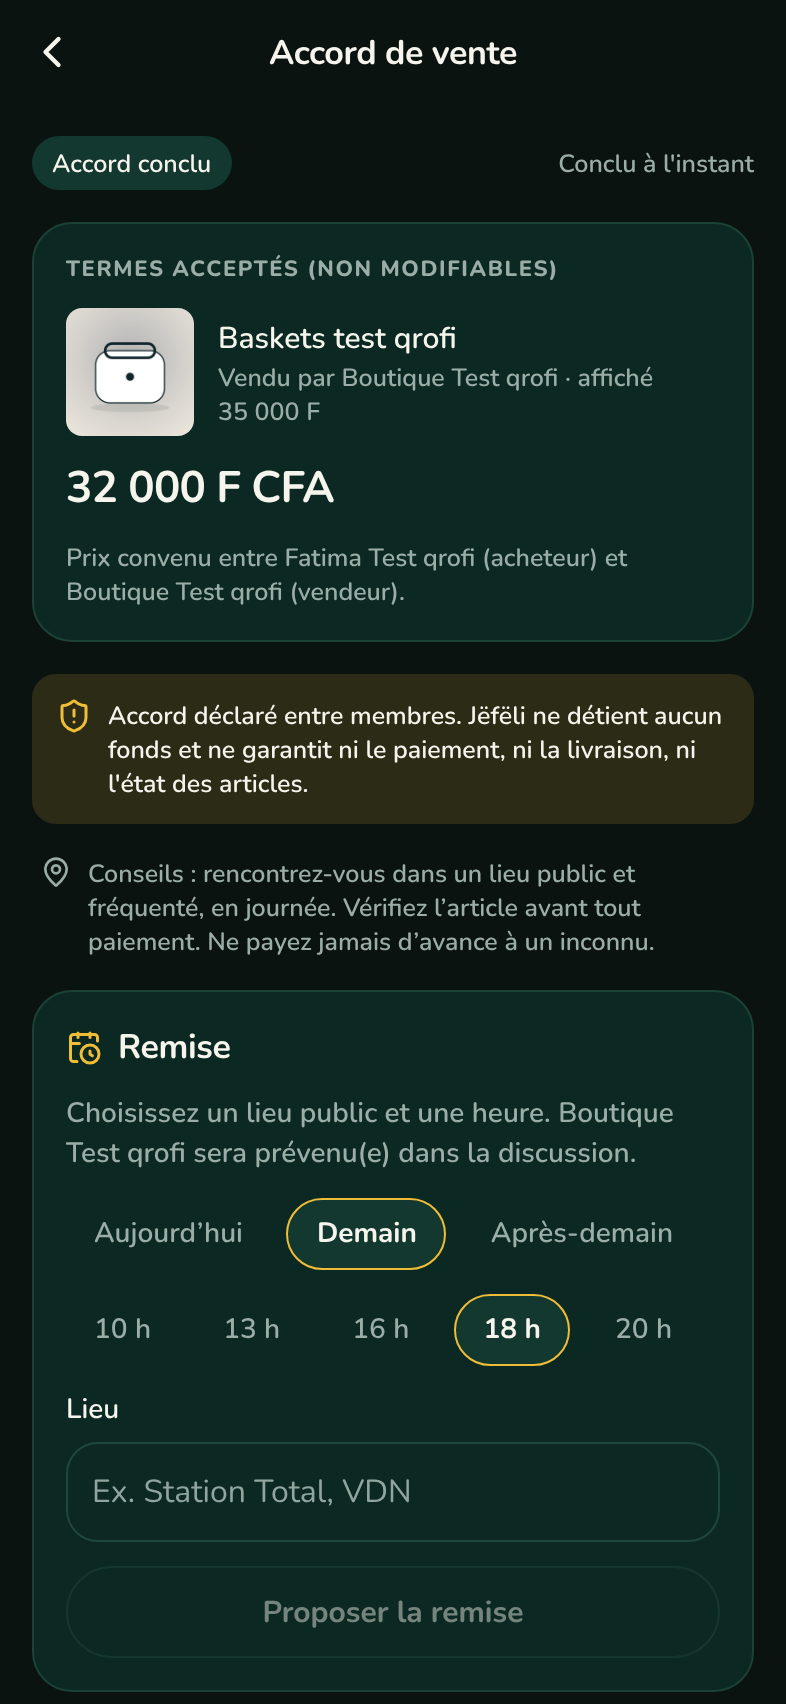 Accord de vente
Accord conclu
Conclu à l'instant
TERMES ACCEPTÉS (NON MODIFIABLES)
Baskets test qrofi
Vendu par Boutique Test qrofi · affiché
35 000 F
32 000 F CFA
Prix convenu entre Fatima Test qrofi (acheteur) et
Boutique Test qrofi (vendeur).
Accord déclaré entre membres. Jëfëli ne détient aucun
fonds et ne garantit ni le paiement, ni la livraison, ni
l'état des articles.
Conseils : rencontrez-vous dans un lieu public et
fréquenté, en journée. Vérifiez l’article avant tout
paiement. Ne payez jamais d’avance à un inconnu.
Remise
Choisissez un lieu public et une heure. Boutique
Test qrofi sera prévenu(e) dans la discussion.
Aujourd’hui Demain Après-demain
10 h 13 h 16 h 18 h 20 h
Lieu
Ex. Station Total, VDN
Proposer la remise